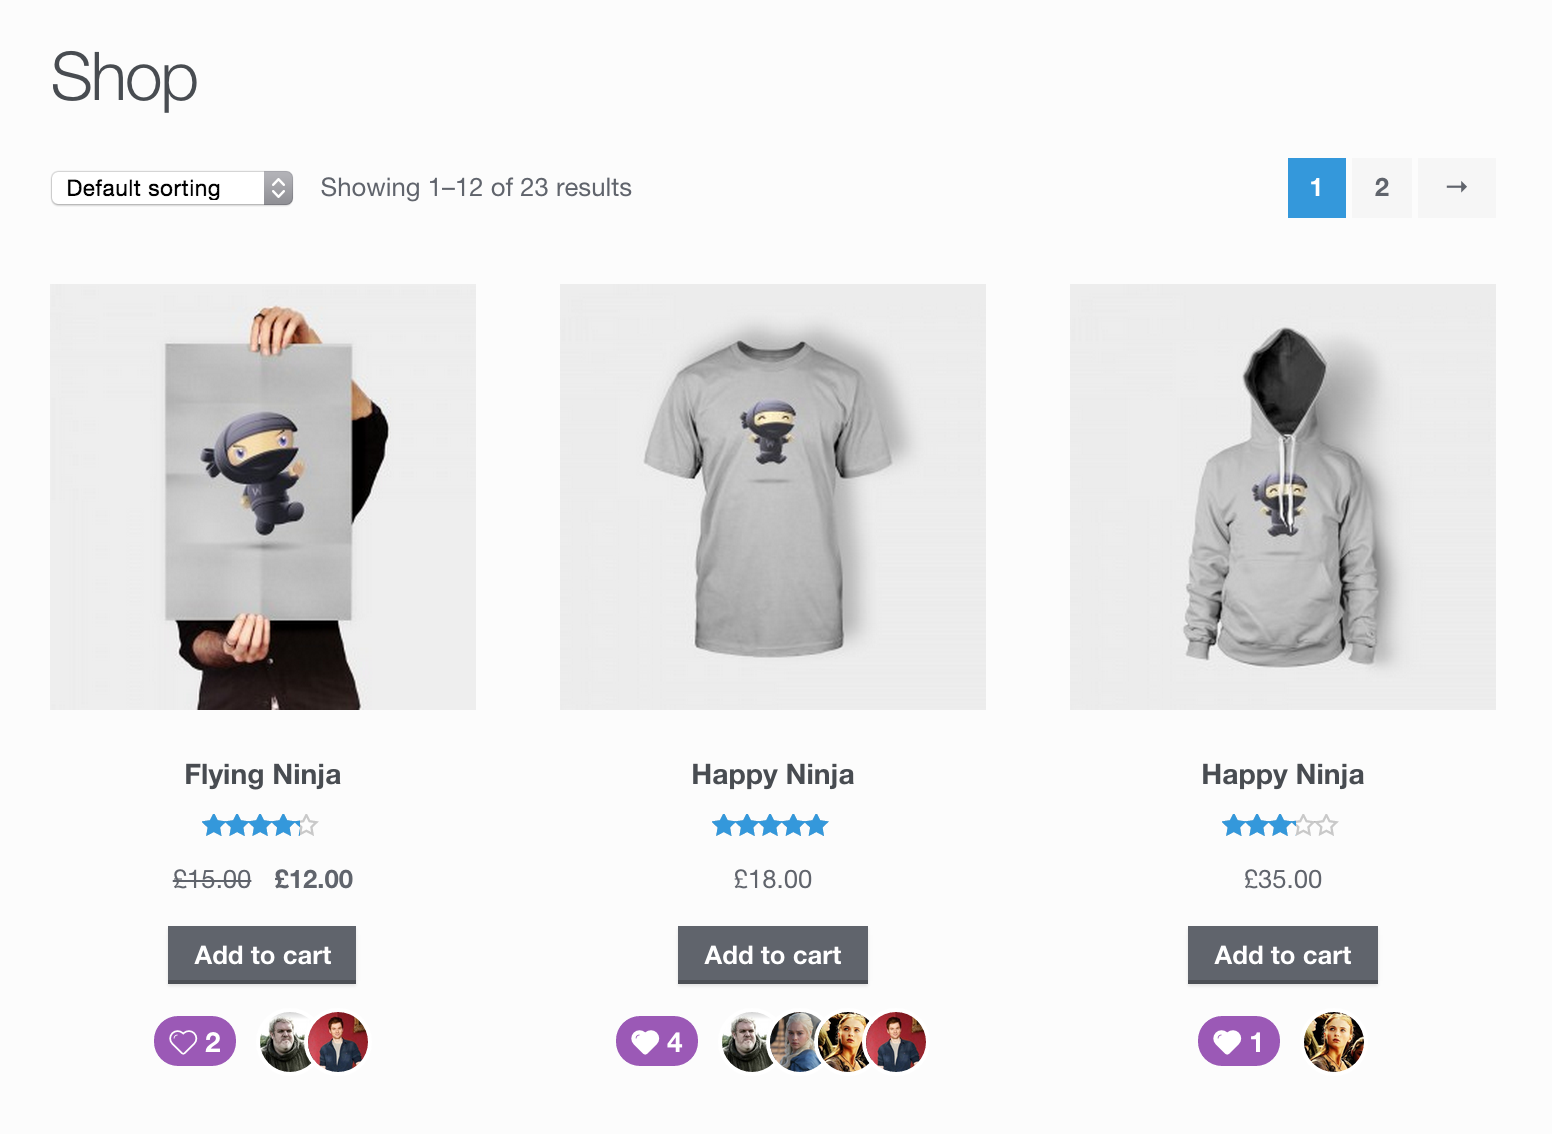 Shop
Default sorting
Showing 1–12 of 23 results
1 2 →
Flying Ninja
Happy Ninja
Happy Ninja
£15.00 £12.00
£18.00
£35.00
Add to cart
Add to cart
Add to cart
2
4
1